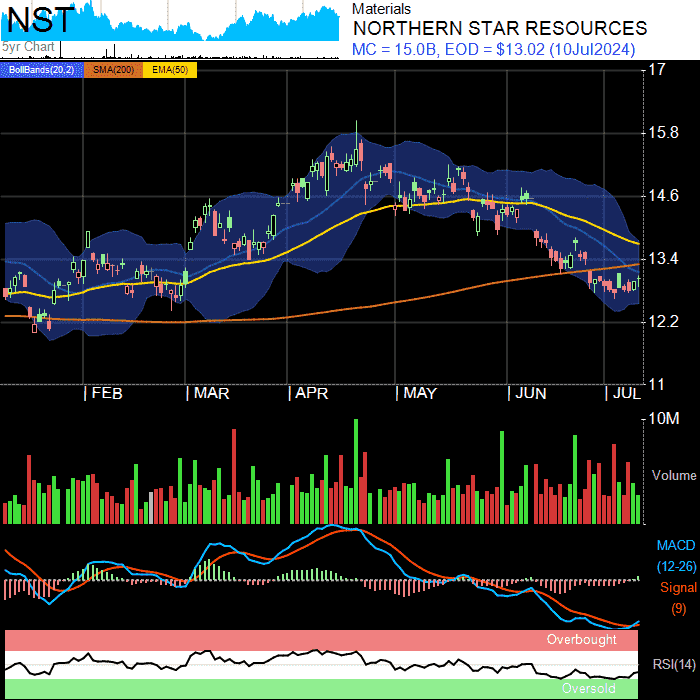 NST
5yr Chart
Materials
NORTHERN STAR RESOURCES
MC = 15.0B, EOD = $13.02 (10Jul2024)
BollBands(20,2) SMA(200) EMA(50)
17
15.8
14.6
13.4
12.2
11
| FEB | MAR | APR | MAY | JUN | JUL
10M
Volume
MACD
(12-26)
Signal
(9)
Overbought
RSI(14)
Oversold